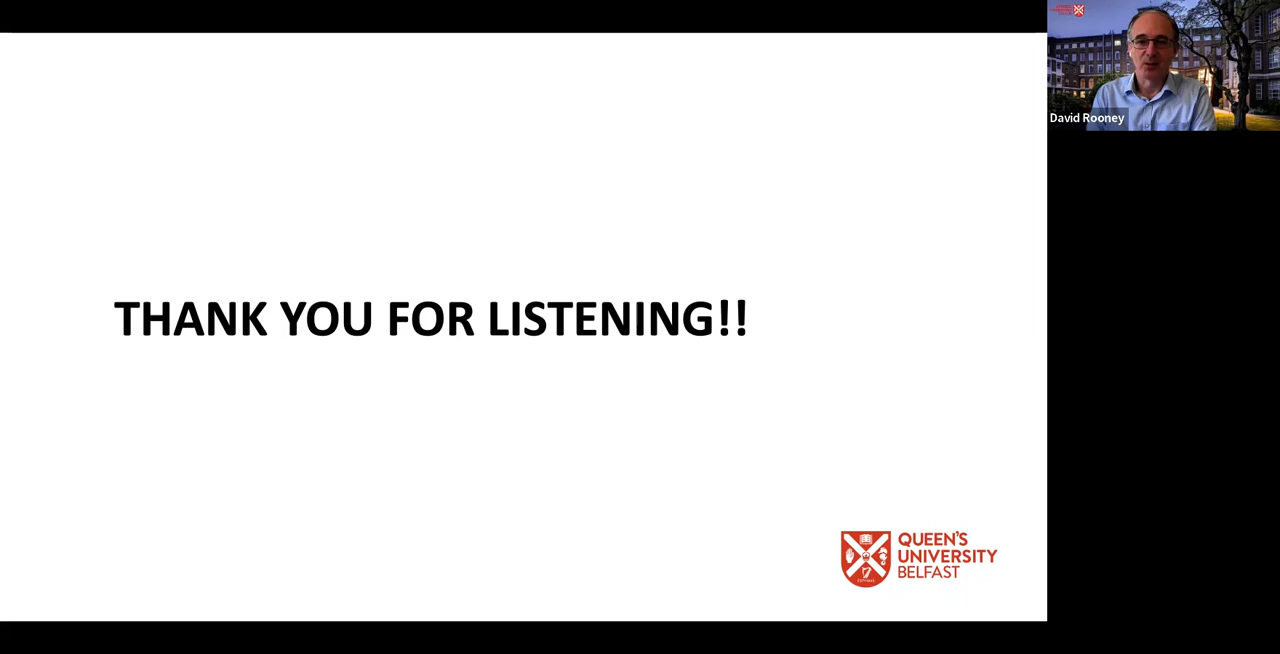 David Rooney
THANK YOU FOR LISTENING!!
QUEEN'S
UNIVERSITY
BELFAST